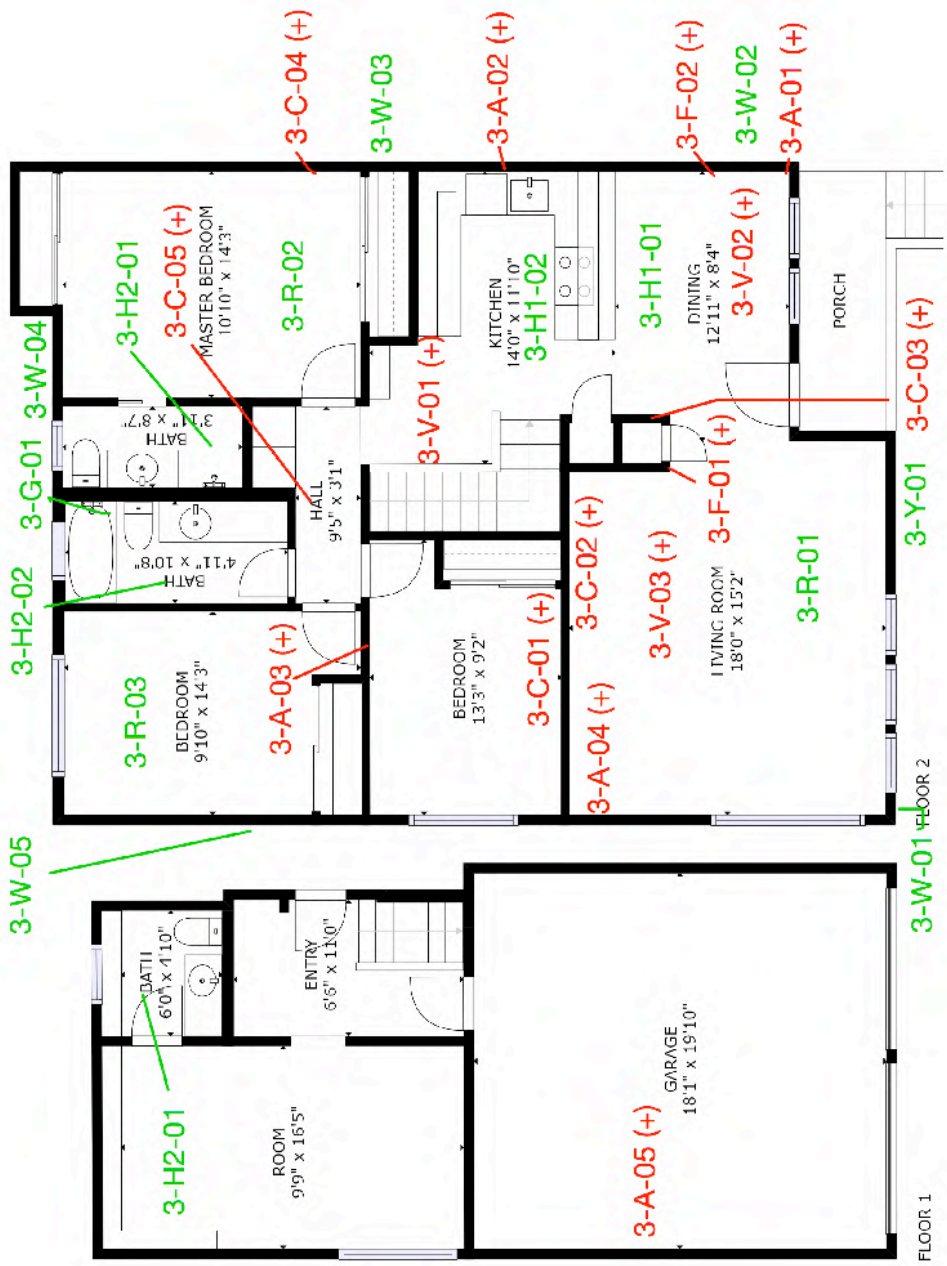 3-H2-01
BATH
6'0" x 4'10"
ROOM
9'9" x 16'5"
ENTRY
6'6" x 11'0"
3-A-05 (+)
GARAGE
18'1" x 19'10"
FLOOR 1
3-W-05
3-H2-02
3-G-01
3-W-04
3-H2-01
3-C-05 (+)
3-C-04 (+)
3-R-03
BEDROOM
9'10" x 14'3"
BATH
4'11" x 10'8"
BATH
3'11" x 8'7"
MASTER BEDROOM
10'10" x 14'3"
3-R-02
3-A-03 (+)
HALL
9'5" x 3'1"
3-W-03
3-V-01 (+)
BEDROOM
13'3" x 9'2"
KITCHEN
14'0" x 11'10"
3-H1-02
3-A-02 (+)
3-C-01 (+)
3-A-04 (+)
3-C-02 (+)
3-H1-01
3-V-03 (+)
3-F-01 (+)
3-F-02 (+)
LIVING ROOM
18'0" x 15'2"
DINING
12'11" x 8'4"
3-V-02 (+)
3-W-02
3-R-01
3-A-01 (+)
PORCH
3-W-01
3-Y-01
3-C-03 (+)
FLOOR 2